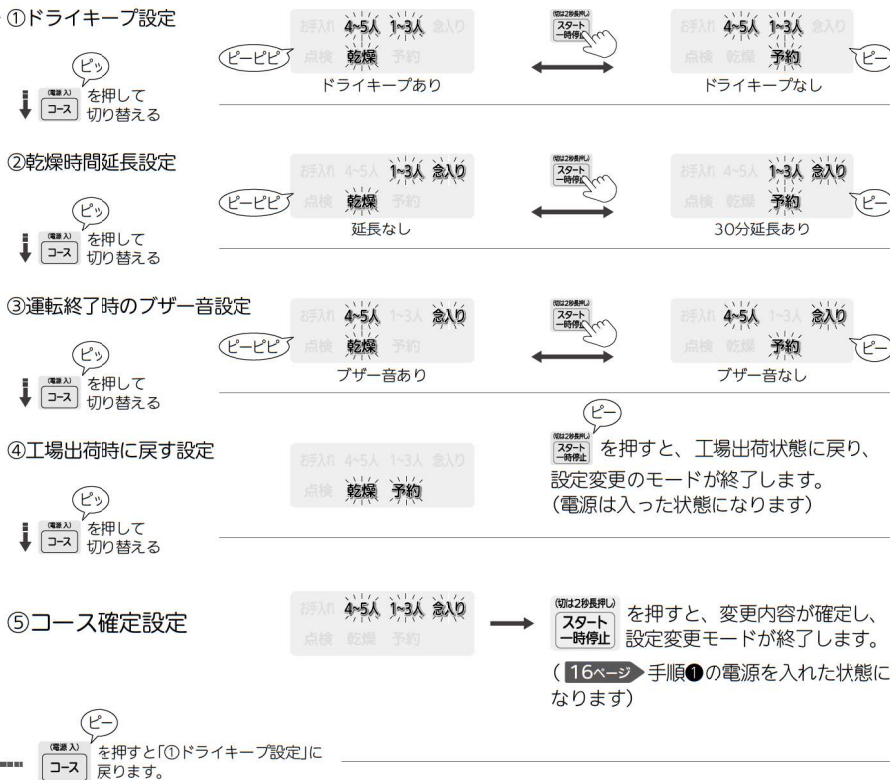 ①ドライキープ設定
お手入れ 4~5人 1~3人 念入り
点検 乾燥 予約
ピーピピ
ドライキープあり
(切は2秒長押し)
スタート
一時停止
お手入れ 4~5人 1~3人 念入り
点検 乾燥 予約
ピー
ドライキープなし
ピッ
(電源 入)
コース
を押して
切り替える
②乾燥時間延長設定
お手入れ 4~5人 1~3人 念入り
点検 乾燥 予約
ピーピピ
延長なし
(切は2秒長押し)
スタート
一時停止
お手入れ 4~5人 1~3人 念入り
点検 乾燥 予約
ピー
30分延長あり
ピッ
(電源 入)
コース
を押して
切り替える
③運転終了時のブザー音設定
お手入れ 4~5人 1~3人 念入り
点検 乾燥 予約
ピーピピ
ブザー音あり
(切は2秒長押し)
スタート
一時停止
お手入れ 4~5人 1~3人 念入り
点検 乾燥 予約
ピー
ブザー音なし
ピッ
(電源 入)
コース
を押して
切り替える
④工場出荷時に戻す設定
お手入れ 4~5人 1~3人 念入り
点検 乾燥 予約
ピー
(切は2秒長押し)
スタート
一時停止
を押すと、工場出荷状態に戻り、
設定変更のモードが終了します。
(電源は入った状態になります)
ピッ
(電源 入)
コース
を押して
切り替える
⑤コース確定設定
お手入れ 4~5人 1~3人 念入り
点検 乾燥 予約
(切は2秒長押し)
スタート
一時停止
を押すと、変更内容が確定し、
設定変更モードが終了します。
(16ページ 手順❶の電源を入れた状態に
なります)
ピー
(電源 入)
コース
を押すと「①ドライキープ設定」に
戻ります。